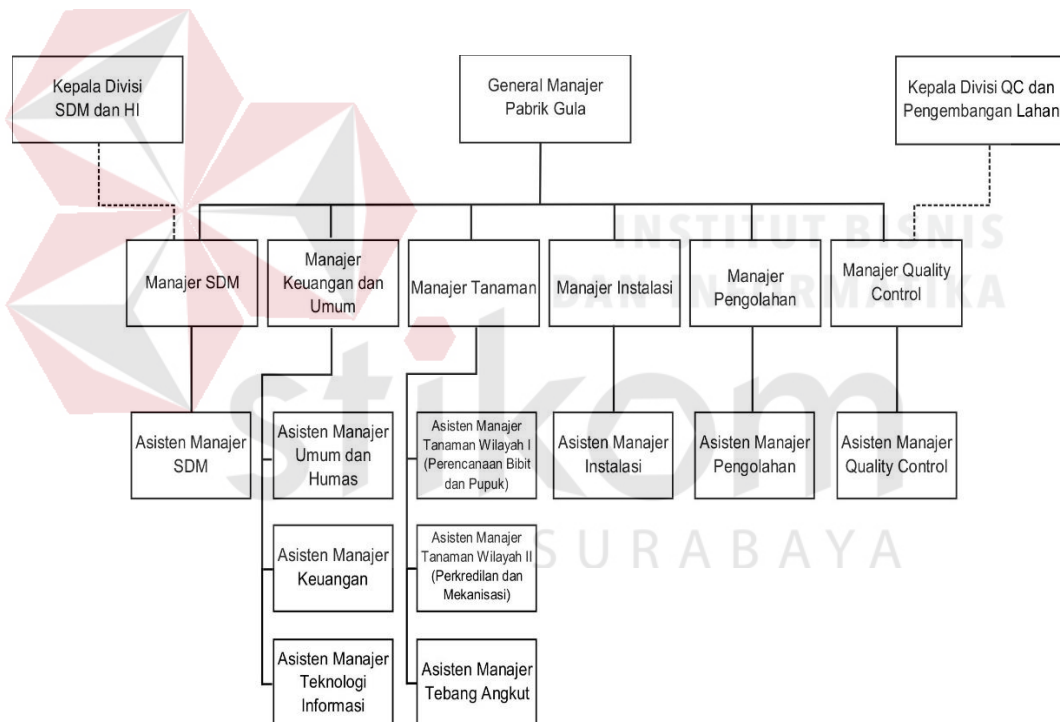 Kepala Divisi
SDM dan HI
General Manajer
Pabrik Gula
Kepala Divisi QC dan
Pengembangan Lahan
INSTITUT BISNIS
DAN INFORMATIKA
Manajer SDM
Manajer
Keuangan dan
Umum
Manajer Tanaman
Manajer Instalasi
Manajer
Pengolahan
Manajer Quality
Control
stikom
SURABAYA
Asisten Manajer
SDM
Asisten Manajer
Umum dan
Humas
Asisten Manajer
Tanaman Wilayah I
(Perencanaan Bibit
dan Pupuk)
Asisten Manajer
Instalasi
Asisten Manajer
Pengolahan
Asisten Manajer
Quality Control
Asisten Manajer
Keuangan
Asisten Manajer
Tanaman Wilayah II
(Perkredilan dan
Mekanisasi)
Asisten Manajer
Teknologi
Informasi
Asisten Manajer
Tebang Angkut